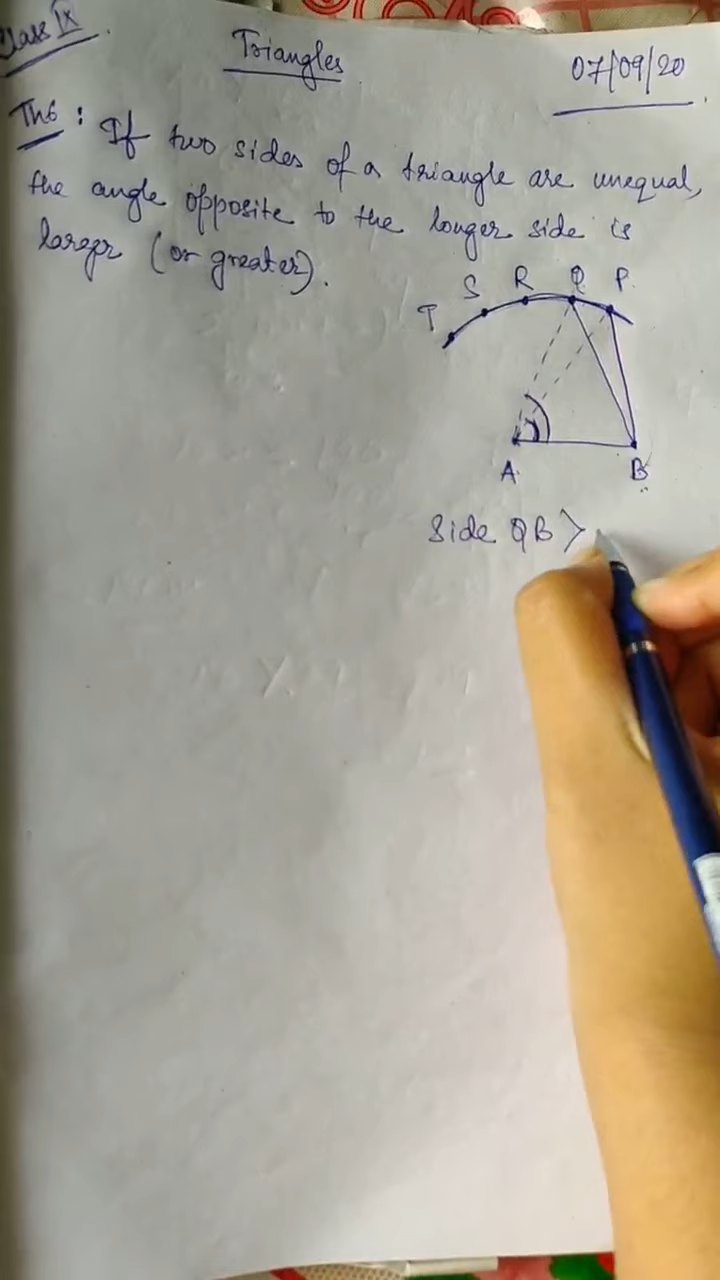 Class IX
Triangles
07/09/20
Th6 : If two sides of a triangle are unequal,
the angle opposite to the longer side is
larger (or greater).
T S R Q P
A B
Side QB >